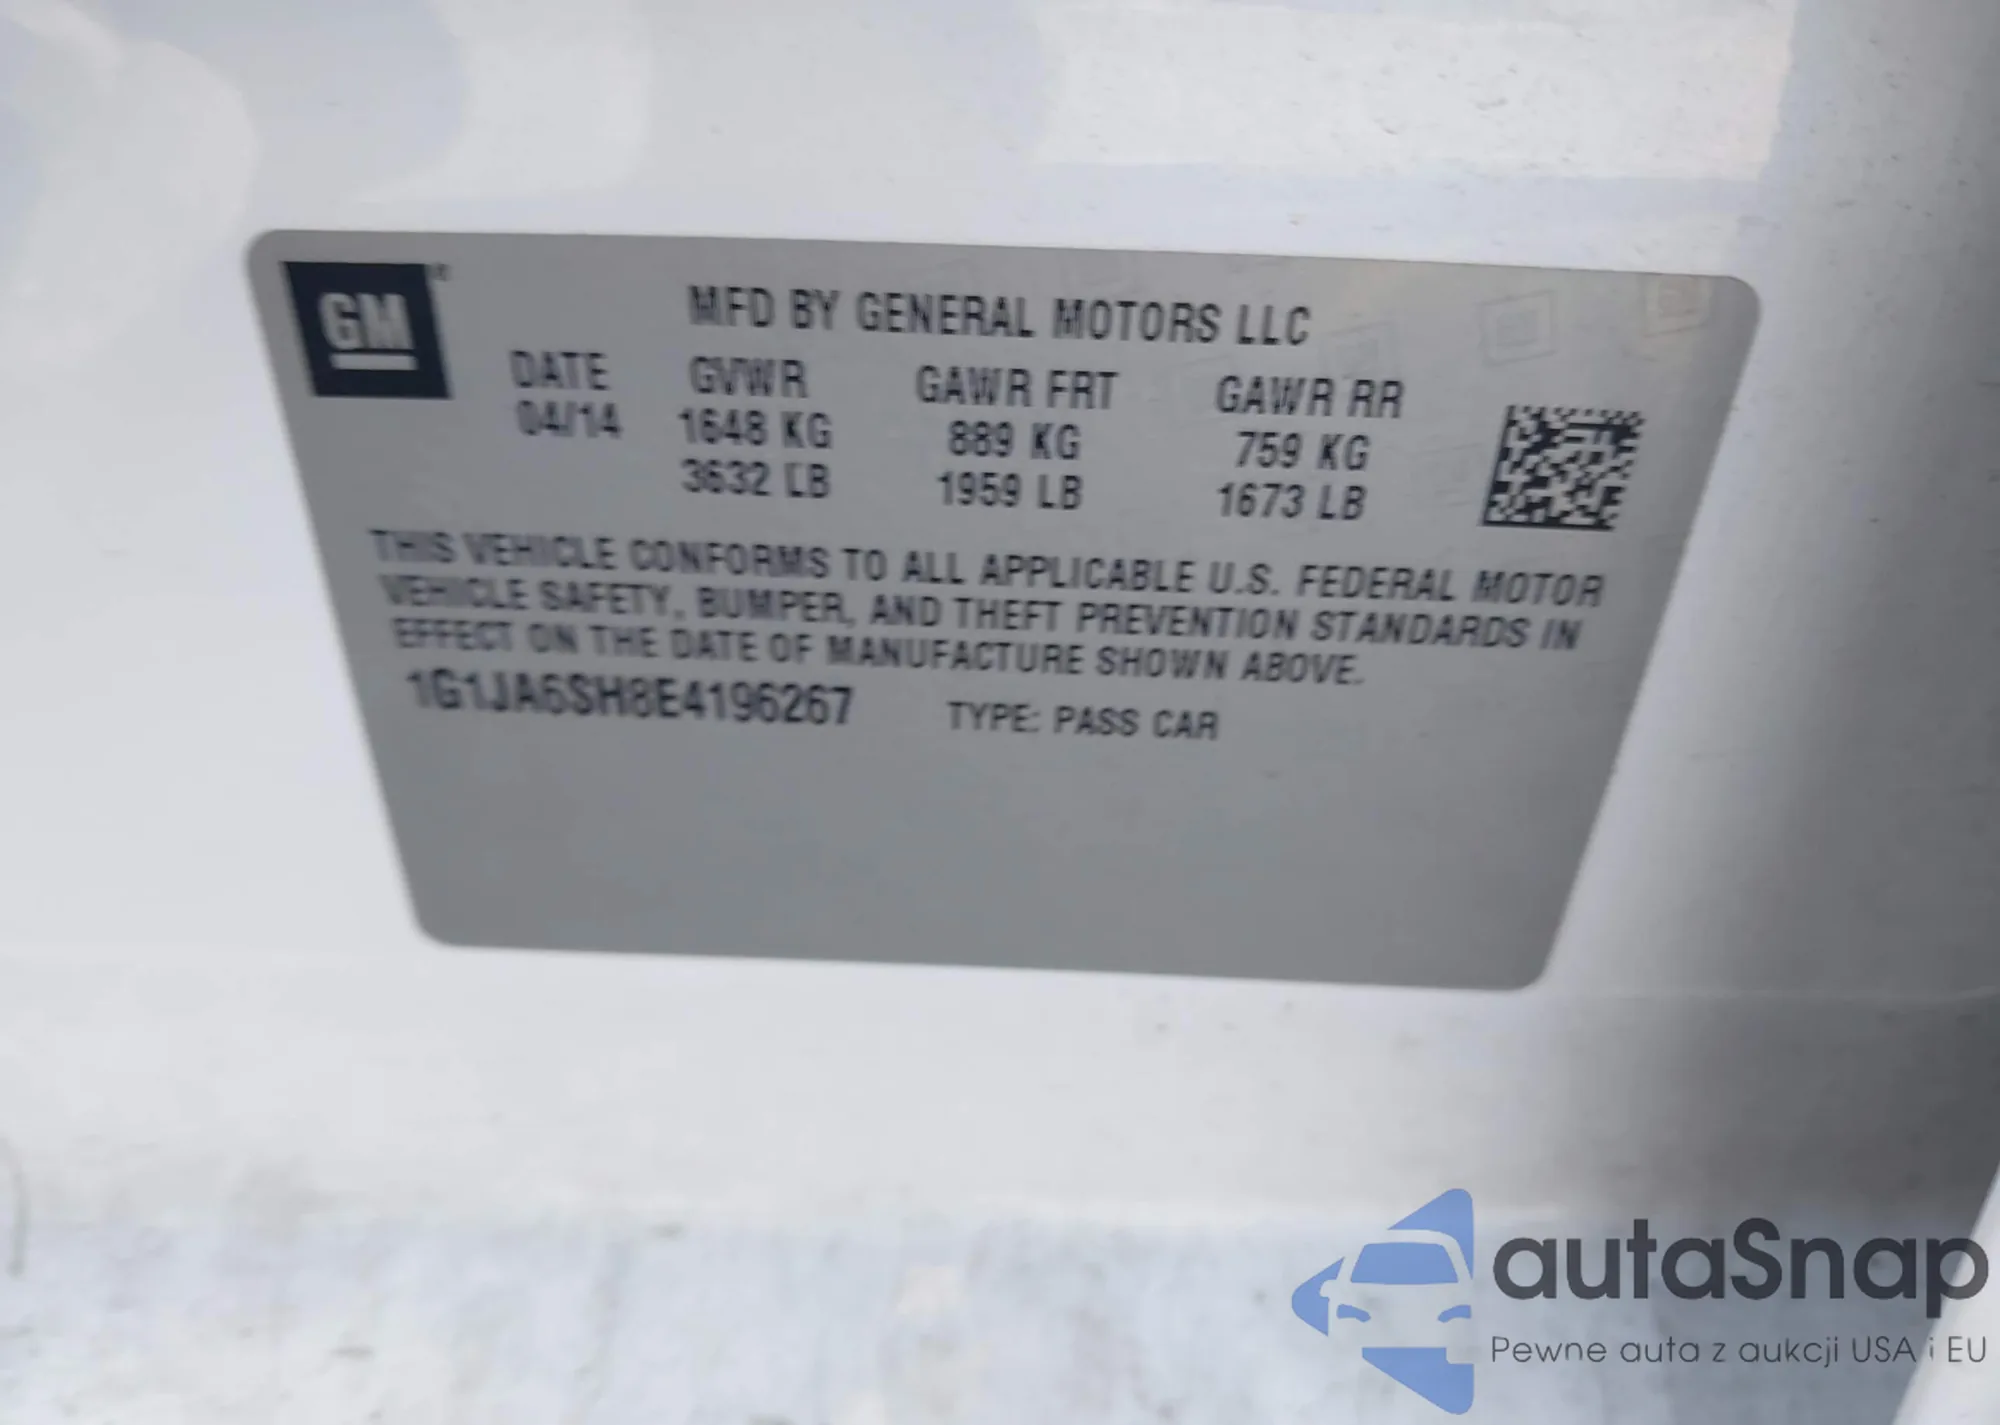 GM
MFD BY GENERAL MOTORS LLC
DATE GVWR GAWR FRT GAWR RR
04/14 1648 KG 889 KG 759 KG
3632 LB 1959 LB 1673 LB
THIS VEHICLE CONFORMS TO ALL APPLICABLE U.S. FEDERAL MOTOR
VEHICLE SAFETY, BUMPER, AND THEFT PREVENTION STANDARDS IN
EFFECT ON THE DATE OF MANUFACTURE SHOWN ABOVE.
1G1JA6SH8E4196267 TYPE: PASS CAR
autaSnap
Pewne auta z aukcji USA i EU